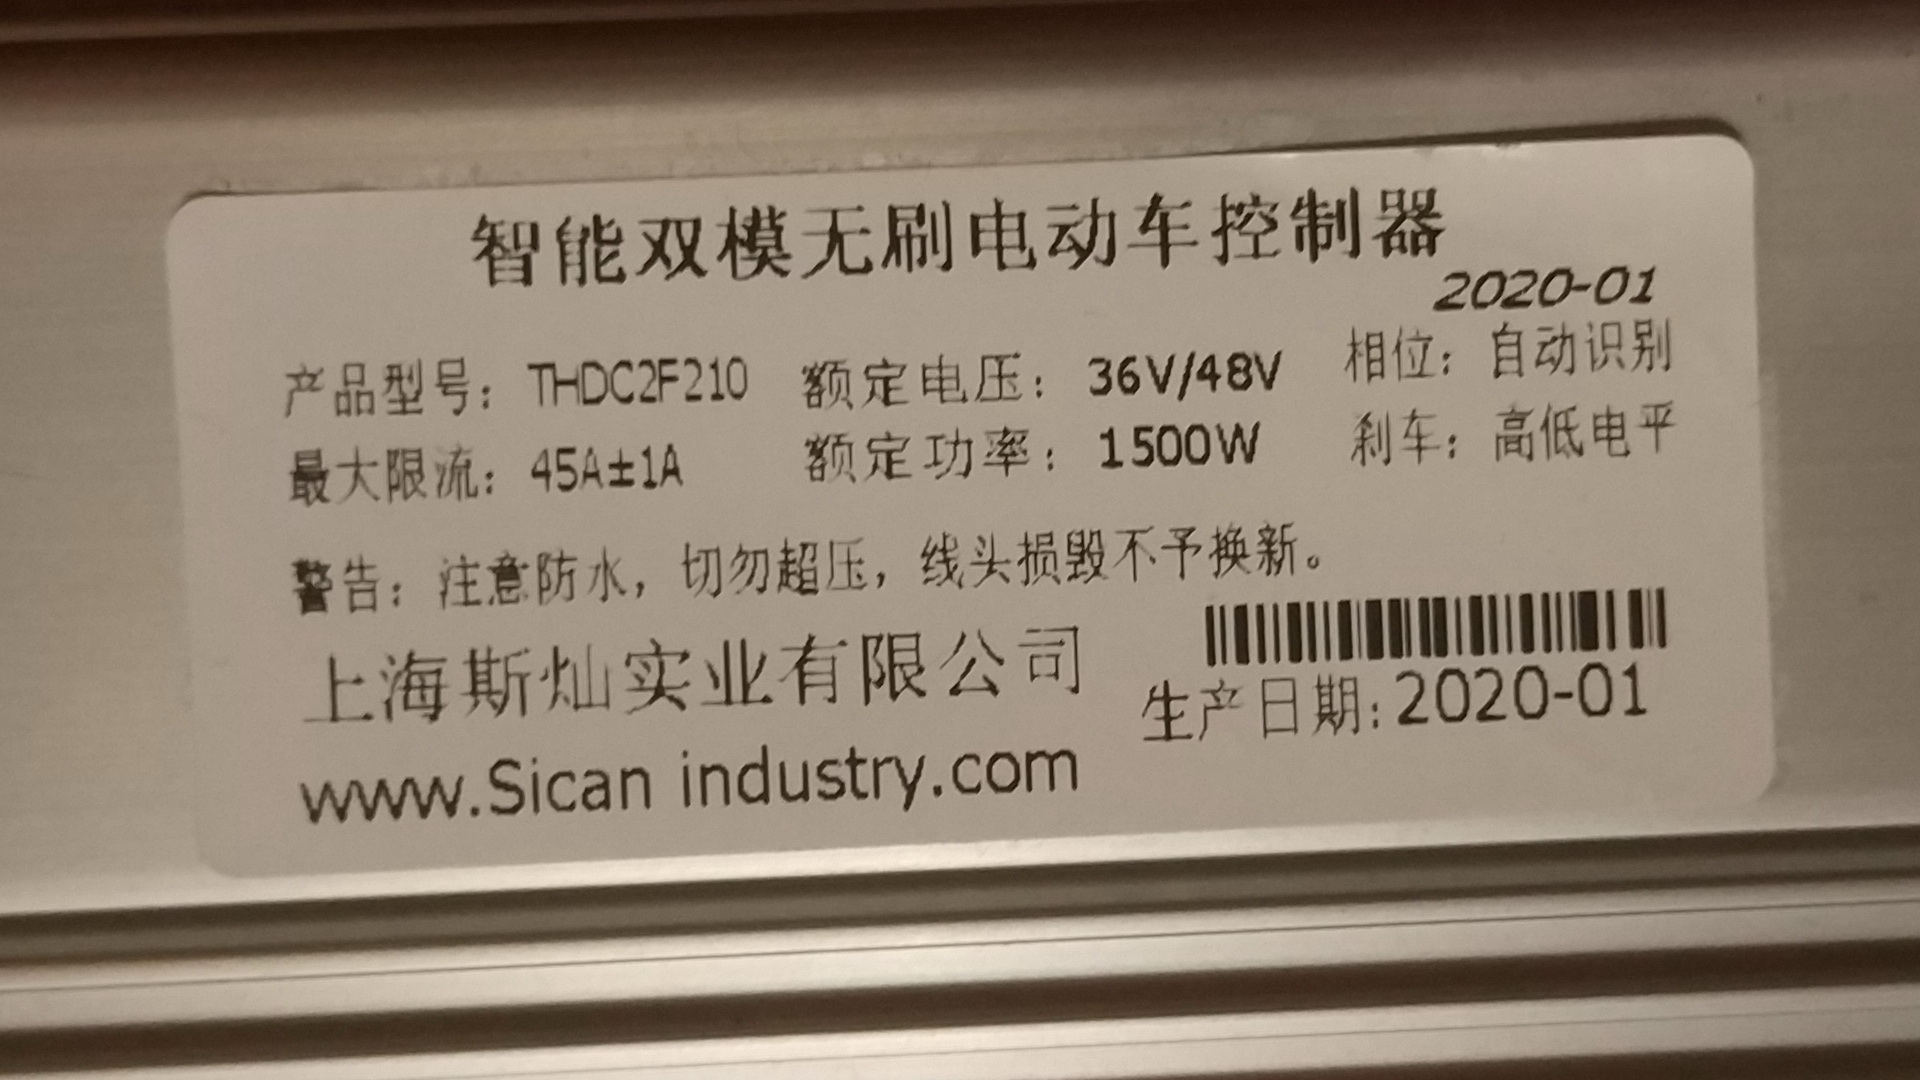 智能双模无刷电动车控制器
2020-01
产品型号：THDC2F210 额定电压：36V/48V 相位：自动识别
最大限流：45A±1A 额定功率：1500W 刹车：高低电平
警告：注意防水，切勿超压，线头损毁不予换新。
上海斯灿实业有限公司
生产日期:2020-01
www.Sican industry.com